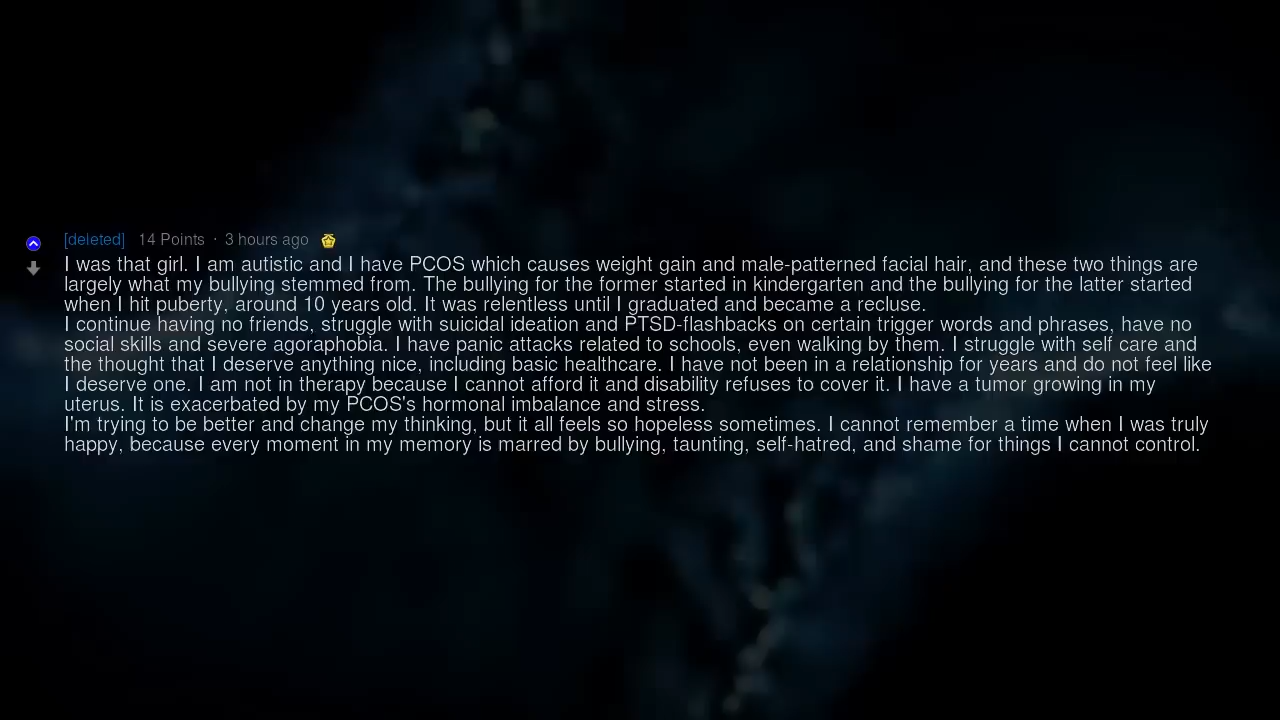 [deleted] 14 Points · 3 hours ago
I was that girl. I am autistic and I have PCOS which causes weight gain and male-patterned facial hair, and these two things are
largely what my bullying stemmed from. The bullying for the former started in kindergarten and the bullying for the latter started
when I hit puberty, around 10 years old. It was relentless until I graduated and became a recluse.
I continue having no friends, struggle with suicidal ideation and PTSD-flashbacks on certain trigger words and phrases, have no
social skills and severe agoraphobia. I have panic attacks related to schools, even walking by them. I struggle with self care and
the thought that I deserve anything nice, including basic healthcare. I have not been in a relationship for years and do not feel like
I deserve one. I am not in therapy because I cannot afford it and disability refuses to cover it. I have a tumor growing in my
uterus. It is exacerbated by my PCOS's hormonal imbalance and stress.
I'm trying to be better and change my thinking, but it all feels so hopeless sometimes. I cannot remember a time when I was truly
happy, because every moment in my memory is marred by bullying, taunting, self-hatred, and shame for things I cannot control.